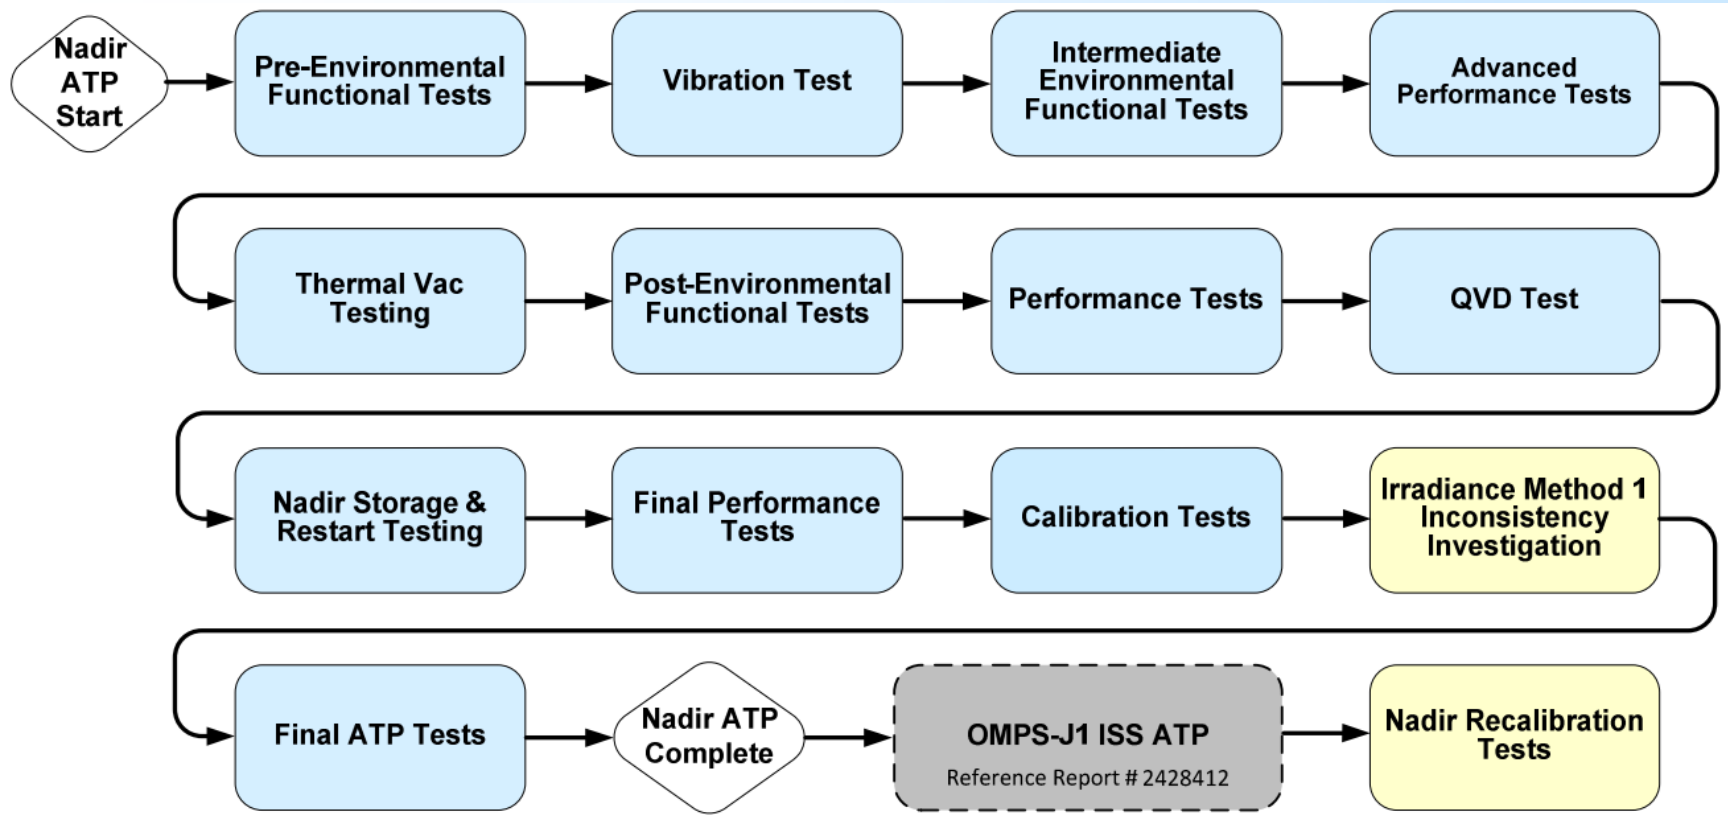 Nadir
ATP
Start
Pre-Environmental
Functional Tests
Vibration Test
Intermediate
Environmental
Functional Tests
Advanced
Performance Tests
Thermal Vac
Testing
Post-Environmental
Functional Tests
Performance Tests
QVD Test
Nadir Storage &
Restart Testing
Final Performance
Tests
Calibration Tests
Irradiance Method 1
Inconsistency
Investigation
Final ATP Tests
Nadir ATP
Complete
OMPS-J1 ISS ATP
Reference Report # 2428412
Nadir Recalibration
Tests